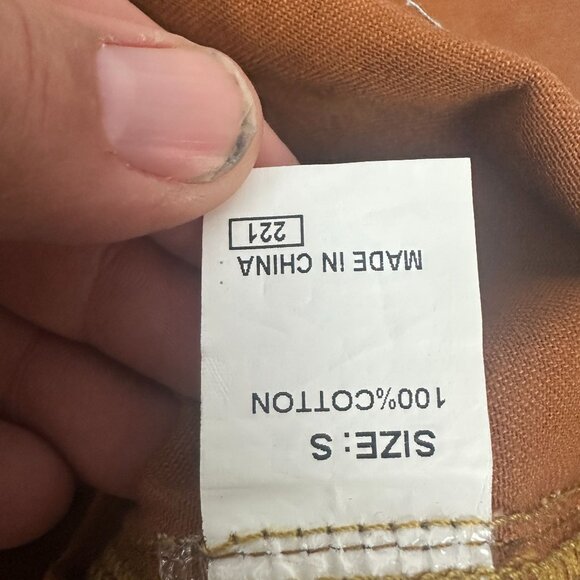 SIZE: S
100%COTTON
MADE IN CHINA
221